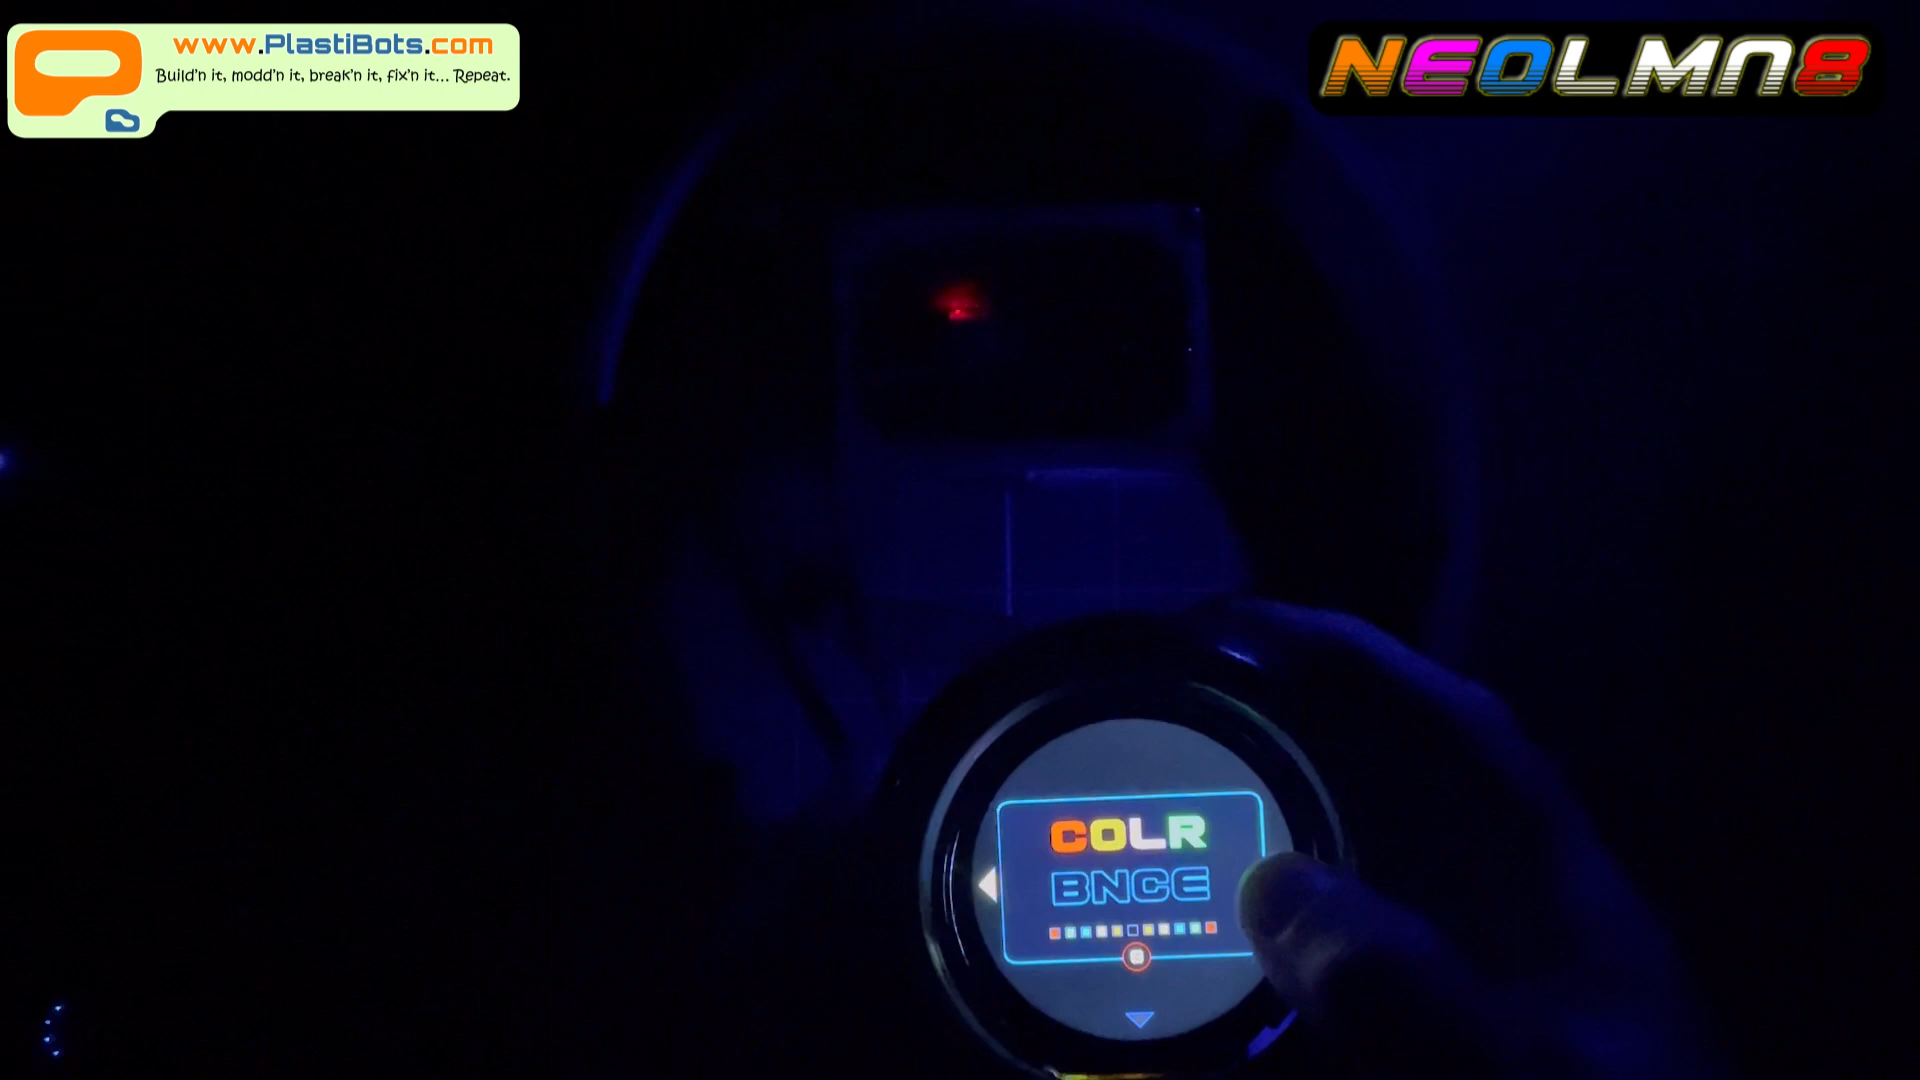 www.PlastiBots.com
Build'n it, modd'n it, break'n it, fix'n it... Repeat.
NEOLMN8
COLR
BNCE